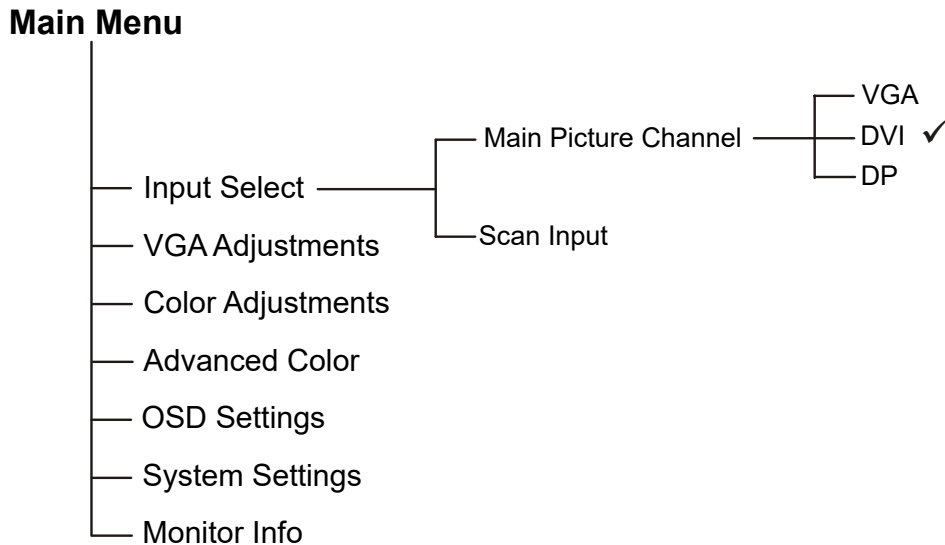 Main Menu
Input Select
Main Picture Channel
VGA
DVI ✓
DP
Scan Input
VGA Adjustments
Color Adjustments
Advanced Color
OSD Settings
System Settings
Monitor Info